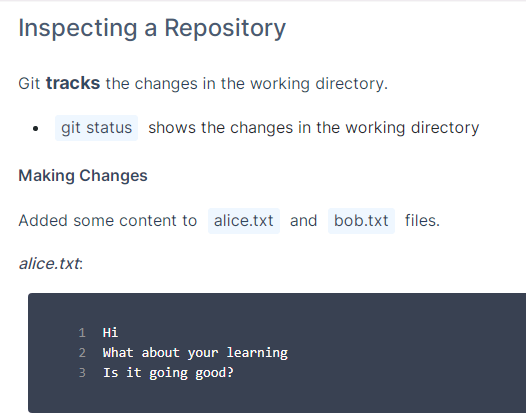 Inspecting a Repository
Git tracks the changes in the working directory.
• git status shows the changes in the working directory
Making Changes
Added some content to alice.txt and bob.txt files.
alice.txt:
1 Hi
2 What about your learning
3 Is it going good?